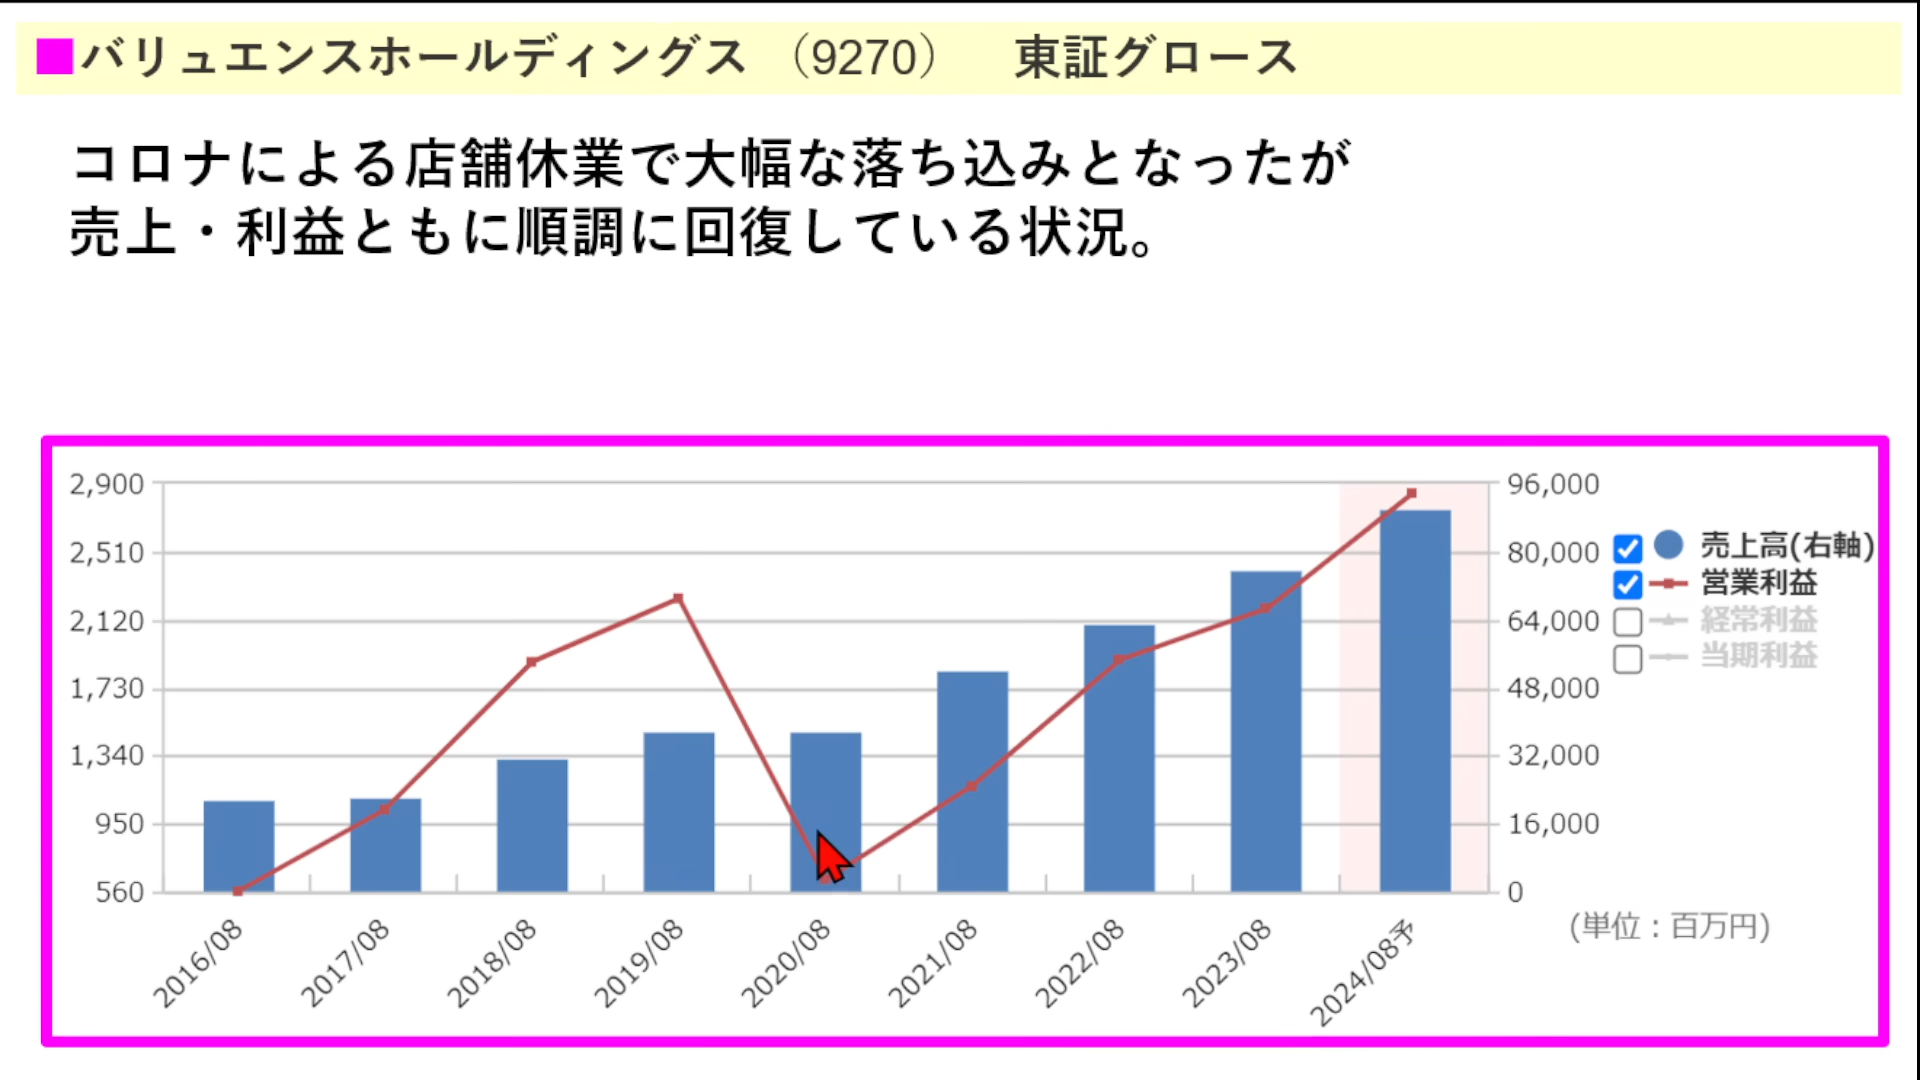 ■バリュエンスホールディングス （9270）　東証グロース
コロナによる店舗休業で大幅な落ち込みとなったが
売上・利益ともに順調に回復している状況。
2,900
2,510
2,120
1,730
1,340
950
560
96,000
80,000
64,000
48,000
32,000
16,000
0
売上高(右軸)
営業利益
経常利益
当期利益
(単位：百万円)
2016/08
2017/08
2018/08
2019/08
2020/08
2021/08
2022/08
2023/08
2024/08予